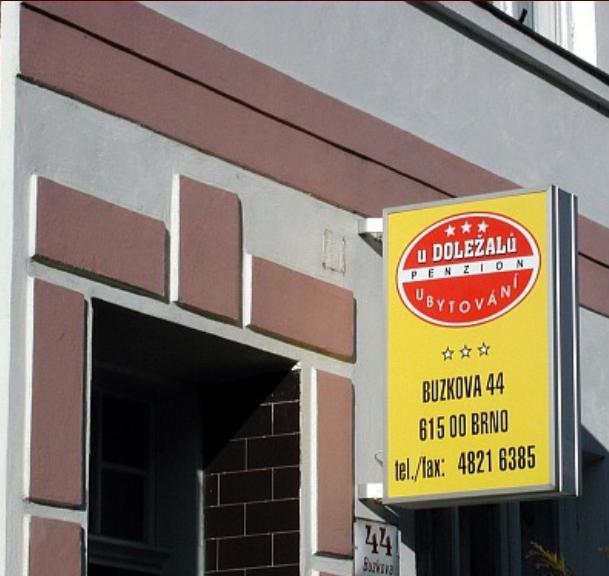 U DOLEŽALŮ
PENZION
UBYTOVÁNÍ
BUZKOVA 44
615 00 BRNO
tel./fax: 4821 6385
44
Buzkova